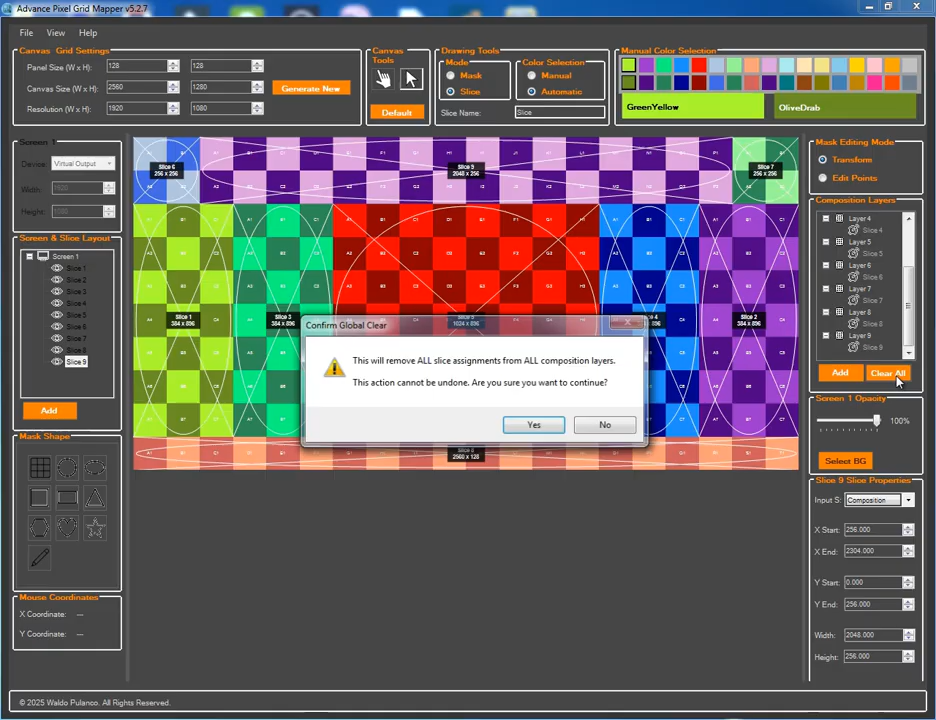 Advance Pixel Grid Mapper v5.2.7
File View Help
Canvas Grid Settings
Panel Size (W x H): 128 128
Canvas Size (W x H): 2560 1280
Generate New
Resolution (W x H): 1920 1080
Canvas Tools
Default
Drawing Tools
Mode
Mask
Slice
Color Selection
Manual
Automatic
Slice Name: Slice
Manual Color Selection
GreenYellow
OliveDrab
Screen 1
Device: Virtual Output
Width: 1920
Height: 1080
Screen & Slice Layout
Screen 1
Slice 1
Slice 2
Slice 3
Slice 4
Slice 5
Slice 6
Slice 7
Slice 8
Slice 9
Add
Mask Shape
Mouse Coordinates
X Coordinate: ---
Y Coordinate: ---
Slice 6
256 x 256
Slice 9
2048 x 256
Slice 7
256 x 256
Slice 1
384 x 896
Slice 3
384 x 896
1024 x 896
Slice 2
384 x 896
2560 x 128
Confirm Global Clear
This will remove ALL slice assignments from ALL composition layers.
This action cannot be undone. Are you sure you want to continue?
Yes
No
Mask Editing Mode
Transform
Edit Points
Composition Layers
Layer 4
Slice 4
Layer 5
Slice 5
Layer 6
Slice 6
Layer 7
Slice 7
Layer 8
Slice 8
Layer 9
Slice 9
Add
Clear All
Screen 1 Opacity
100%
Select BG
Slice 9 Slice Properties
Input S: Composition
X Start: 256.000
X End: 2304.000
Y Start: 0.000
Y End: 256.000
Width: 2048.000
Height: 256.000
© 2025 Waldo Pulanco. All Rights Reserved.